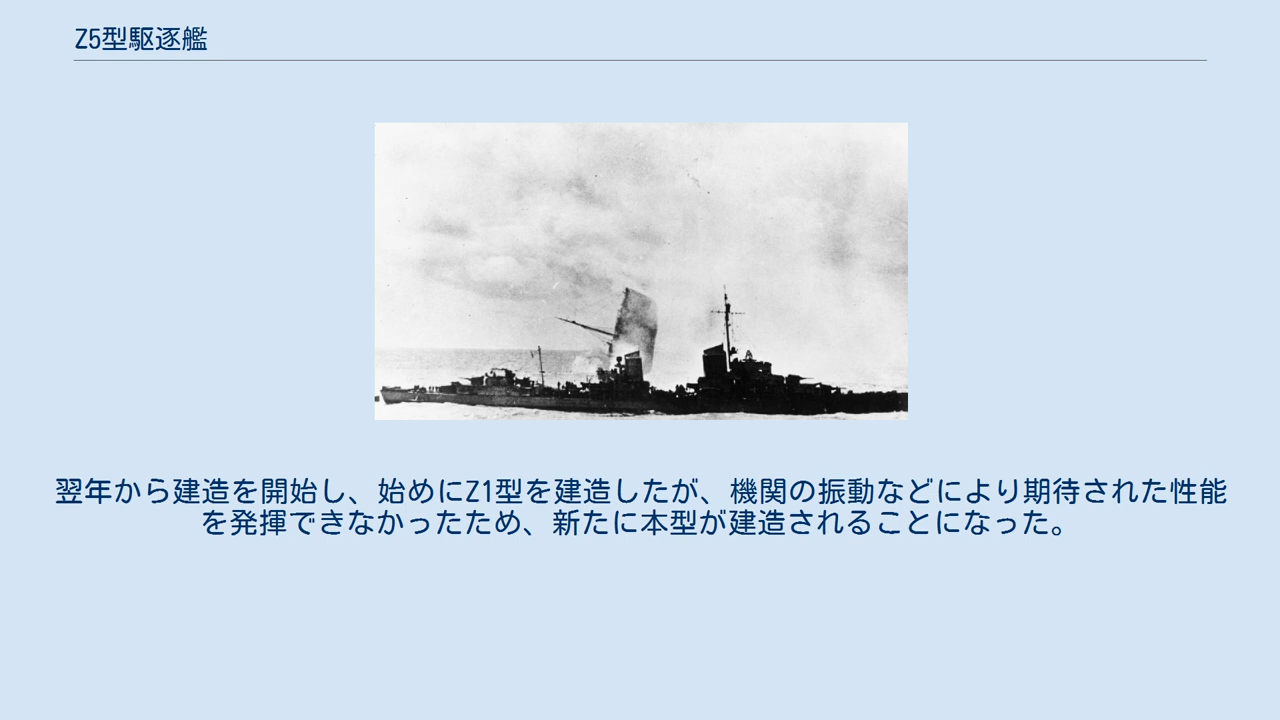 Z5型駆逐艦
翌年から建造を開始し、始めにZ1型を建造したが、機関の振動などにより期待された性能
を発揮できなかったため、新たに本型が建造されることになった。